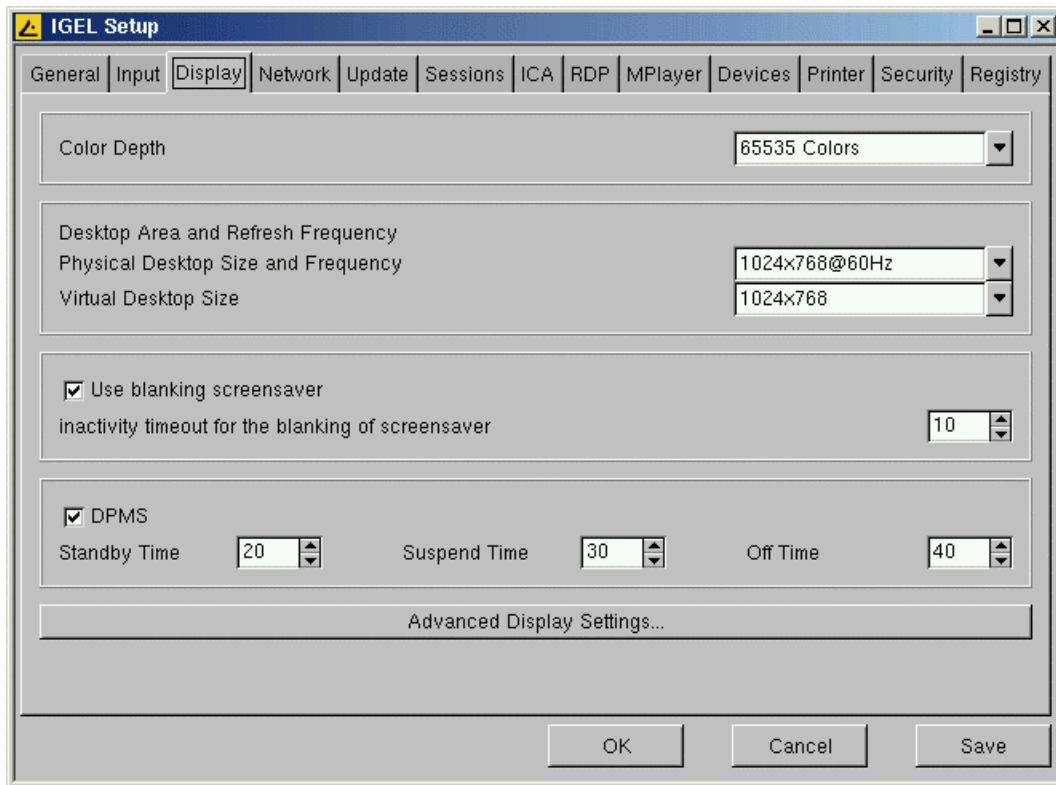 IGEL Setup
General Input Display Network Update Sessions ICA RDP MPlayer Devices Printer Security Registry
Color Depth 65535 Colors
Desktop Area and Refresh Frequency
Physical Desktop Size and Frequency 1024x768@60Hz
Virtual Desktop Size 1024x768
Use blanking screensaver
inactivity timeout for the blanking of screensaver 10
DPMS
Standby Time 20 Suspend Time 30 Off Time 40
Advanced Display Settings...
OK Cancel Save